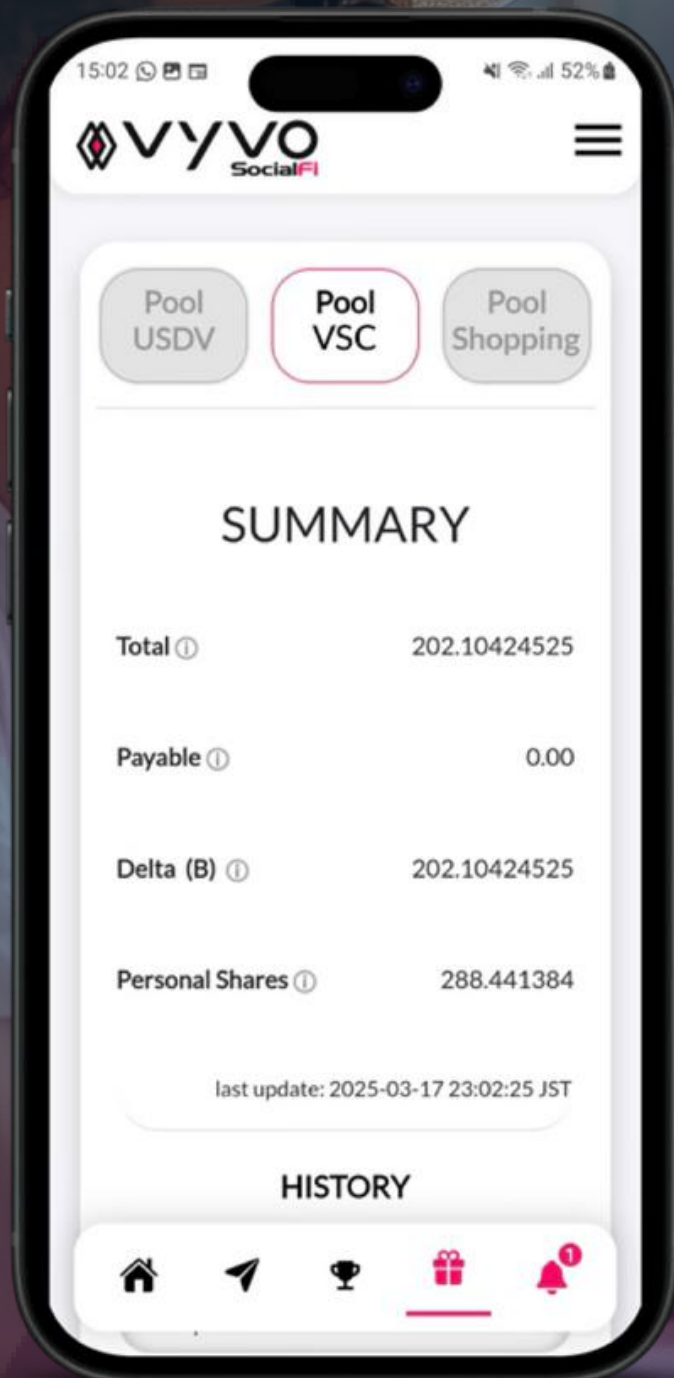 15:02 52%
VYVO
SocialFi
Pool
USDV
Pool
VSC
Pool
Shopping
SUMMARY
Total 202.10424525
Payable 0.00
Delta (B) 202.10424525
Personal Shares 288.441384
last update: 2025-03-17 23:02:25 JST
HISTORY
1